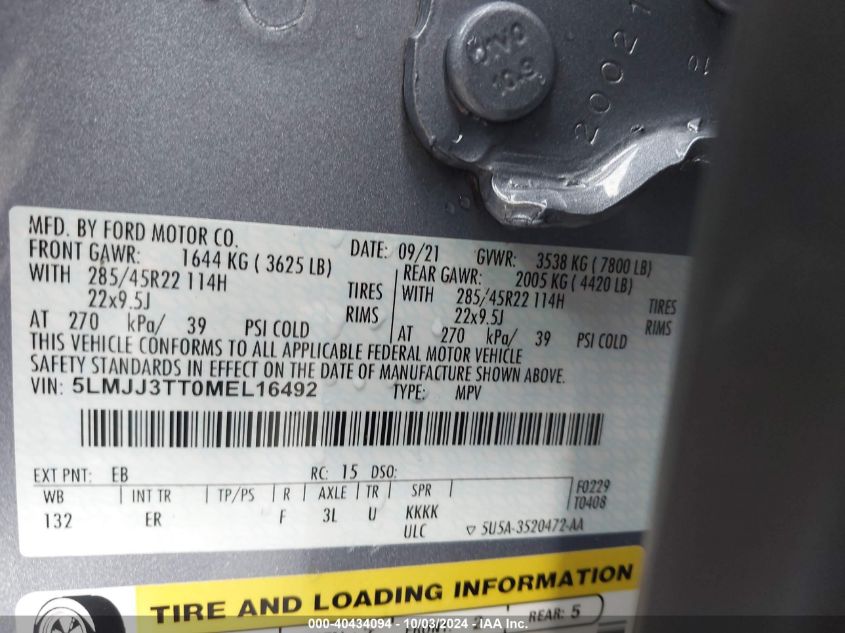 10.9
20021
MFD. BY FORD MOTOR CO.
DATE: 09/21 GVWR: 3538 KG ( 7800 LB)
FRONT GAWR: 1644 KG ( 3625 LB) REAR GAWR: 2005 KG ( 4420 LB)
WITH 285/45R22 114H TIRES WITH 285/45R22 114H TIRES
22x9.5J RIMS 22x9.5J RIMS
AT 270 kPa/ 39 PSI COLD AT 270 kPa/ 39 PSI COLD
THIS VEHICLE CONFORMS TO ALL APPLICABLE FEDERAL MOTOR VEHICLE
SAFETY STANDARDS IN EFFECT ON THE DATE OF MANUFACTURE SHOWN ABOVE.
VIN: 5LMJJ3TT0MEL16492 TYPE: MPV
EXT PNT: EB RC: 15 DSO:
WB INT TR TP/PS R AXLE TR SPR F0229
132 ER F 3L U KKKK T0408
ULC 5U5A-3520472-AA
TIRE AND LOADING INFORMATION
REAR: 5
000-40434094 - 10/03/2024 - IAA Inc.